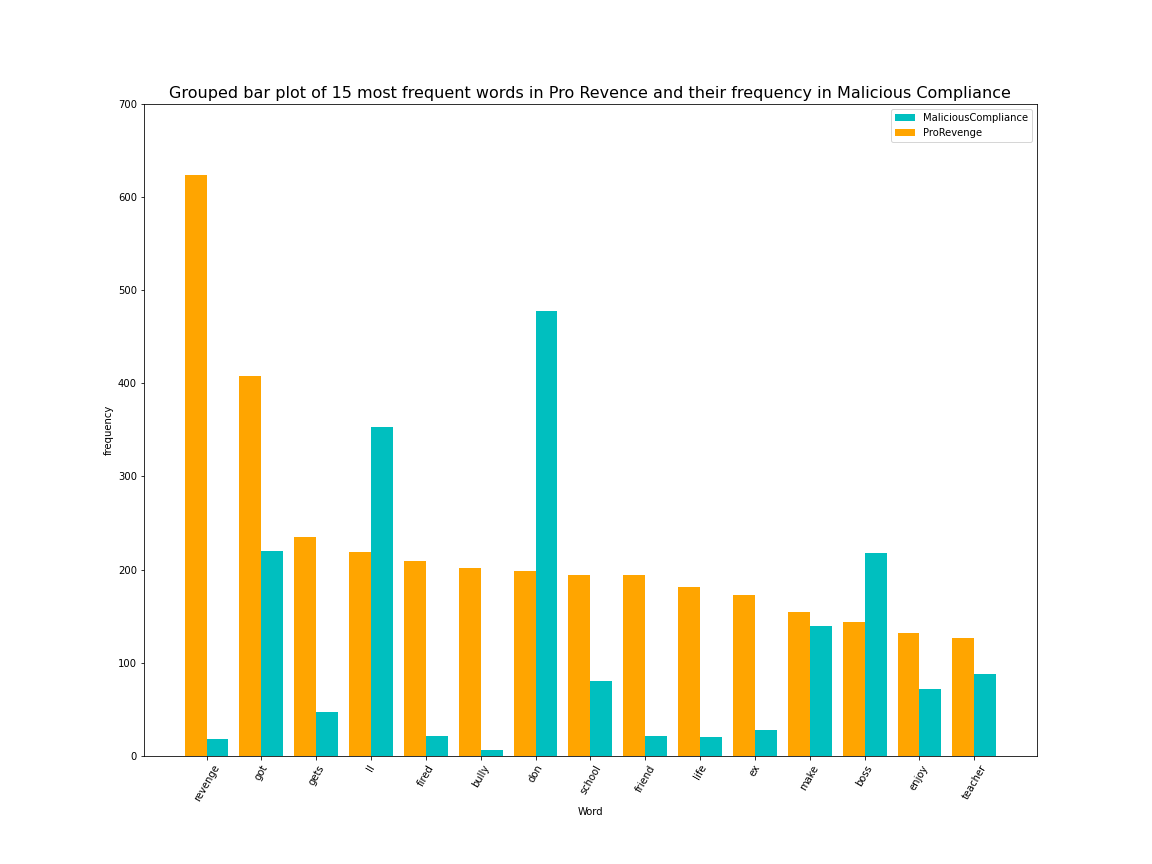 Grouped bar plot of 15 most frequent words in Pro Revence and their frequency in Malicious Compliance
MaliciousCompliance
ProRevenge
700
600
500
400
300
200
100
0
frequency
revenge
got
gets
ll
fired
bully
don
school
friend
life
ex
make
boss
enjoy
teacher
Word